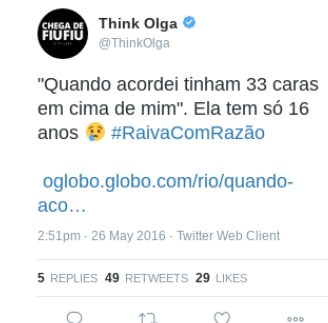 CHEGA DE
FIUFIU
Think Olga
@ThinkOlga
"Quando acordei tinham 33 caras
em cima de mim". Ela tem só 16
anos 😢 #RaivaComRazão
oglobo.globo.com/rio/quando-
aco…
2:51pm · 26 May 2016 · Twitter Web Client
5 REPLIES 49 RETWEETS 29 LIKES